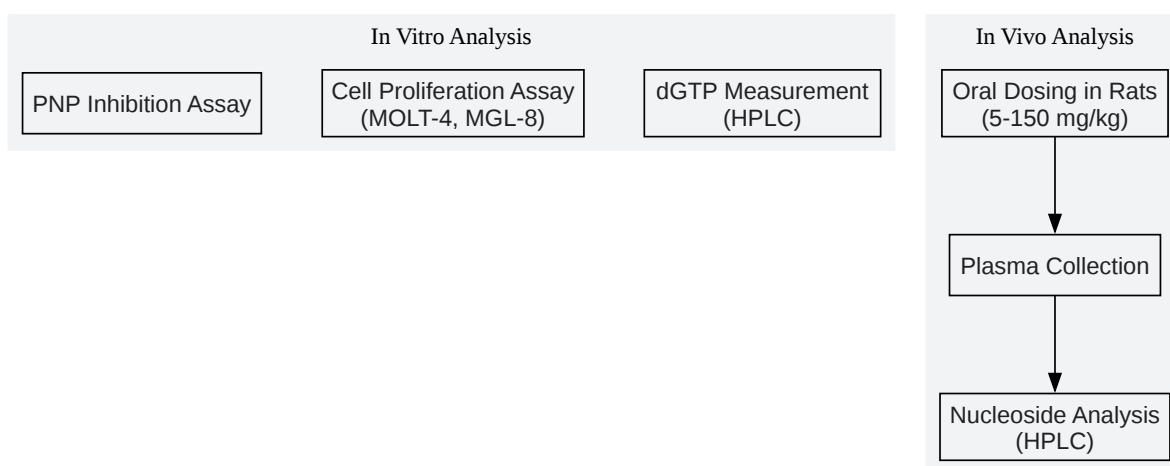 In Vitro Analysis
PNP Inhibition Assay
Cell Proliferation Assay
(MOLT-4, MGL-8)
dGTP Measurement
(HPLC)
In Vivo Analysis
Oral Dosing in Rats
(5-150 mg/kg)
Plasma Collection
Nucleoside Analysis
(HPLC)